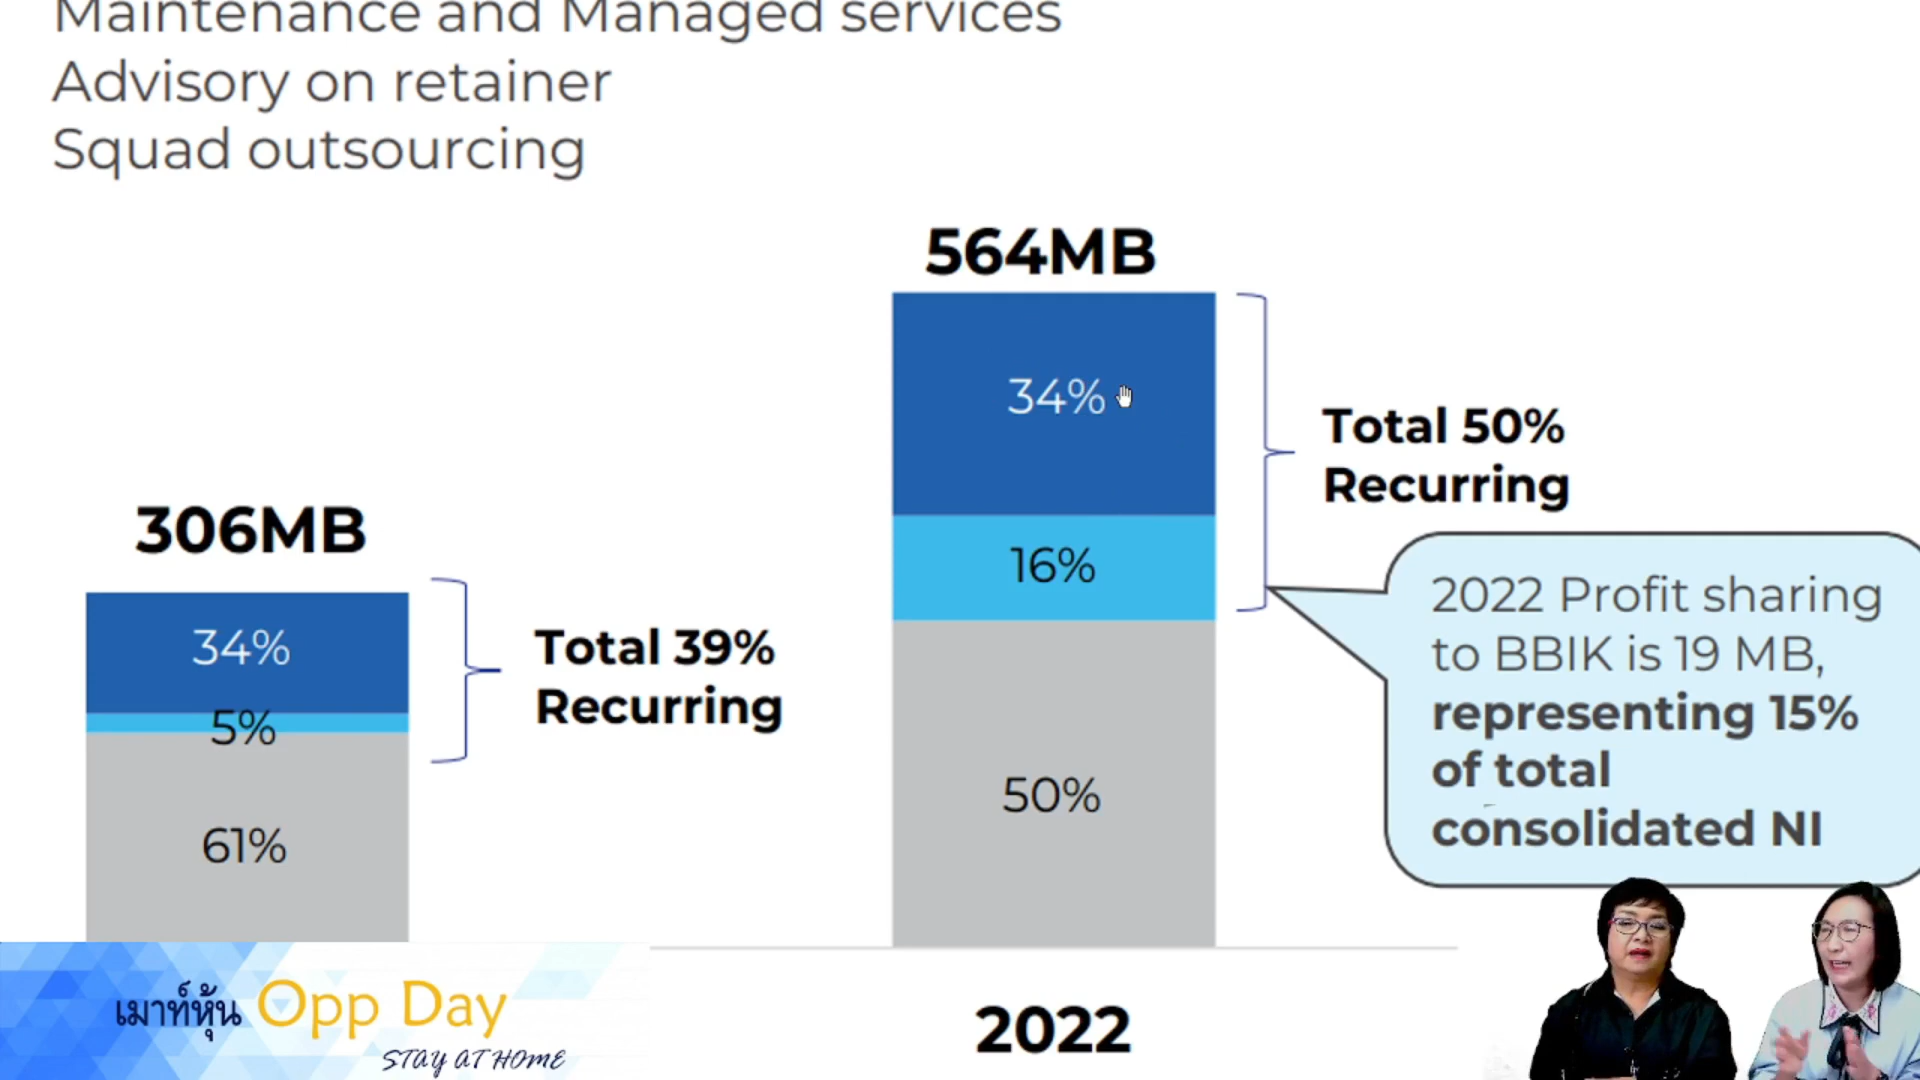 Maintenance and Managed services
Advisory on retainer
Squad outsourcing
564MB
34%
16%
50%
Total 50%
Recurring
306MB
34%
5%
61%
Total 39%
Recurring
2022 Profit sharing
to BBIK is 19 MB,
representing 15%
of total
consolidated NI
2022
เมาท์หุ้น Opp Day
STAY AT HOME